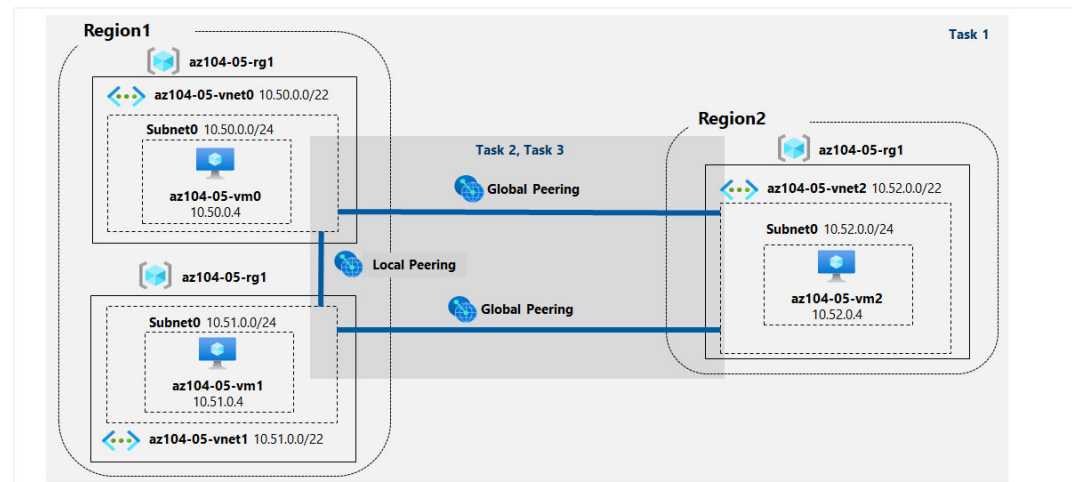 Region1
Task 1
az104-05-rg1
az104-05-vnet0 10.50.0.0/22
Subnet0 10.50.0.0/24
az104-05-vm0
10.50.0.4
Task 2, Task 3
Global Peering
Local Peering
Global Peering
az104-05-rg1
Subnet0 10.51.0.0/24
az104-05-vm1
10.51.0.4
az104-05-vnet1 10.51.0.0/22
Region2
az104-05-rg1
az104-05-vnet2 10.52.0.0/22
Subnet0 10.52.0.0/24
az104-05-vm2
10.52.0.4